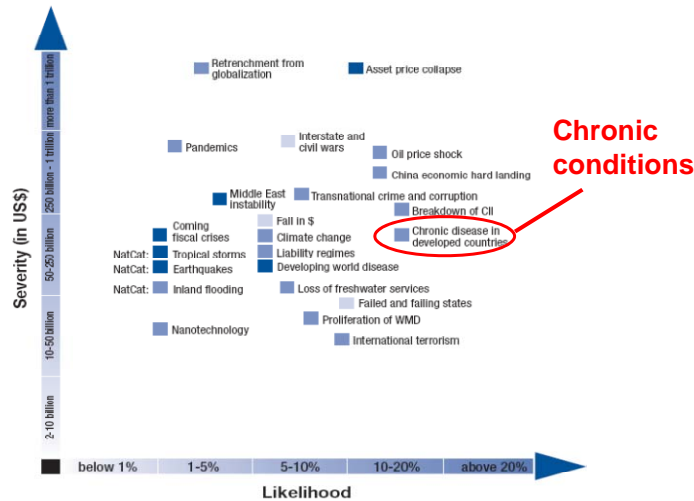 Retrenchment from
globalization
Asset price collapse
Chronic
conditions
Pandemics
Interstate and
civil wars
Oil price shock
China economic hard landing
Middle East
instability
Transnational crime and corruption
Breakdown of CII
Coming
fiscal crises
Fall in $
Chronic disease in
developed countries
Climate change
NatCat: Tropical storms
Liability regimes
NatCat: Earthquakes
Developing world disease
NatCat: Inland flooding
Loss of freshwater services
Failed and failing states
Proliferation of WMD
Nanotechnology
International terrorism
Severity (in US$)
more than 1 trillion
250 billion - 1 trillion
50-250 billion
10-50 billion
2-10 billion
below 1% 1-5% 5-10% 10-20% above 20%
Likelihood